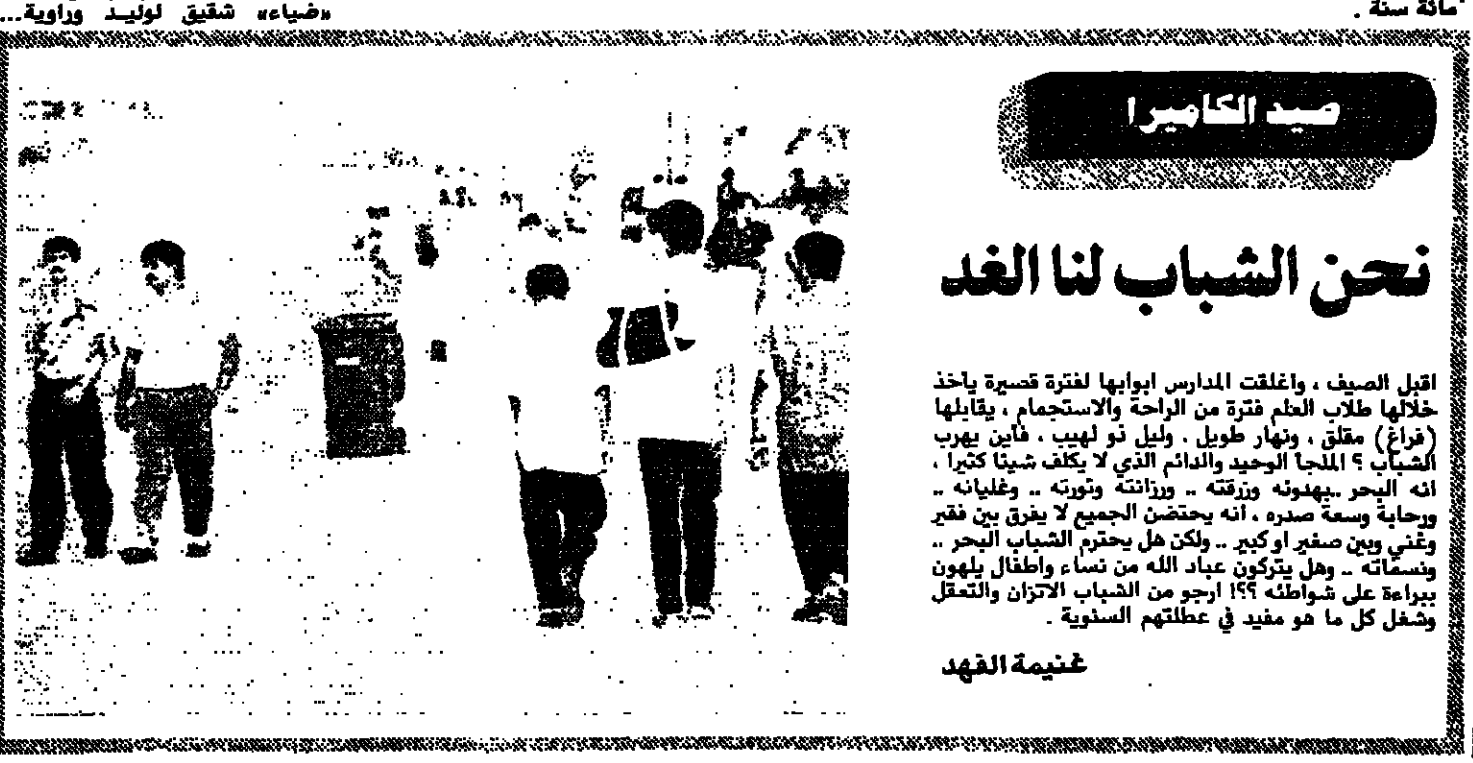 مائة سنة .
«ضياء» شقيق لوليد وراوية...
صيد الكاميرا
نحن الشباب لنا الغد
اقبل الصيف ، واغلقت المدارس ابوابها لفترة قصيرة ياخذ
خلالها طلاب العلم فترة من الراحة والاستجمام ، يقابلها
(فراغ) مقلق ، ونهار طويل ، وليل ذو لهيب ، فاين يهرب
الشباب ؟ الملجا الوحيد والدائم الذي لا يكلف شيئا كثيرا ،
انه البحر ..بهدوئه وزرقته .. ورزانته وثورته .. وغليانه ..
ورحابة وسعة صدره ، انه يحتضن الجميع لا يفرق بين فقير
وغني وبين صغير او كبير .. ولكن هل يحترم الشباب البحر ..
ونسماته .. وهل يتركون عباد الله من نساء واطفال يلهون
ببراءة على شواطئه ؟؟! ارجو من الشباب الاتزان والتعقل
وشغل كل ما هو مفيد في عطلتهم السنوية .
غنيمة الفهد